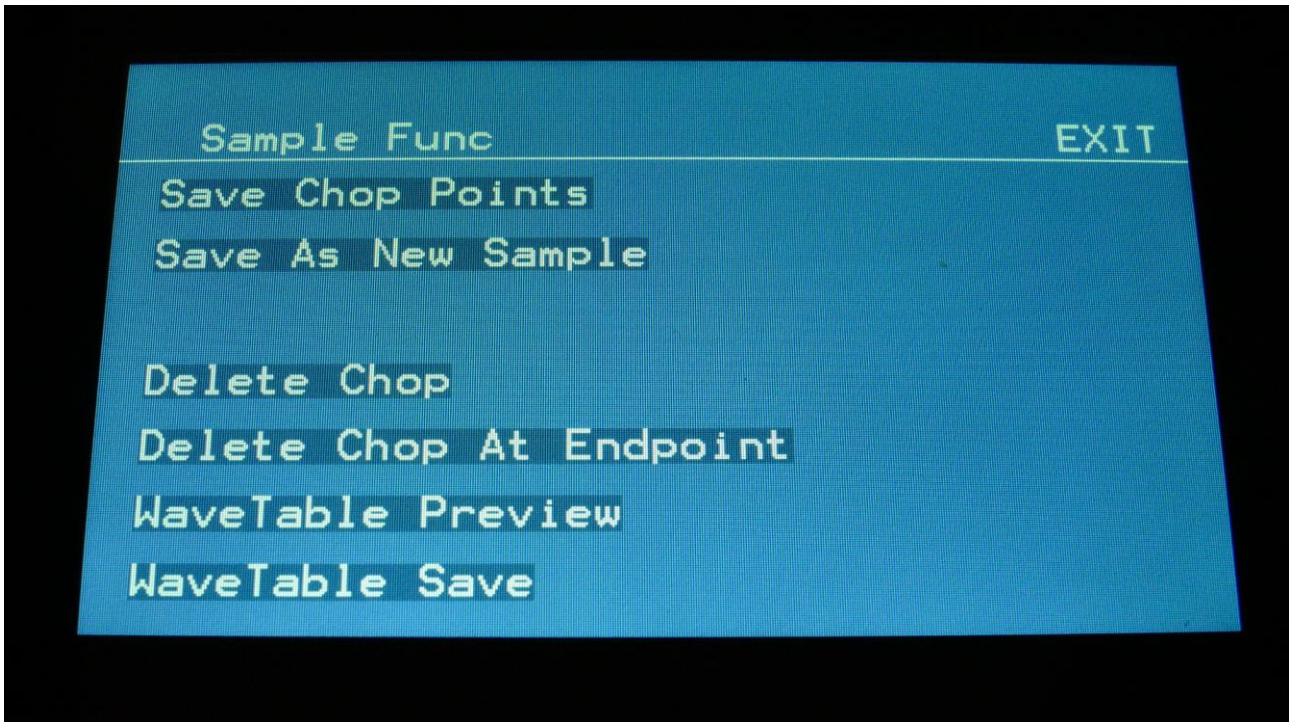 Sample Func EXIT
Save Chop Points
Save As New Sample
Delete Chop
Delete Chop At Endpoint
WaveTable Preview
WaveTable Save